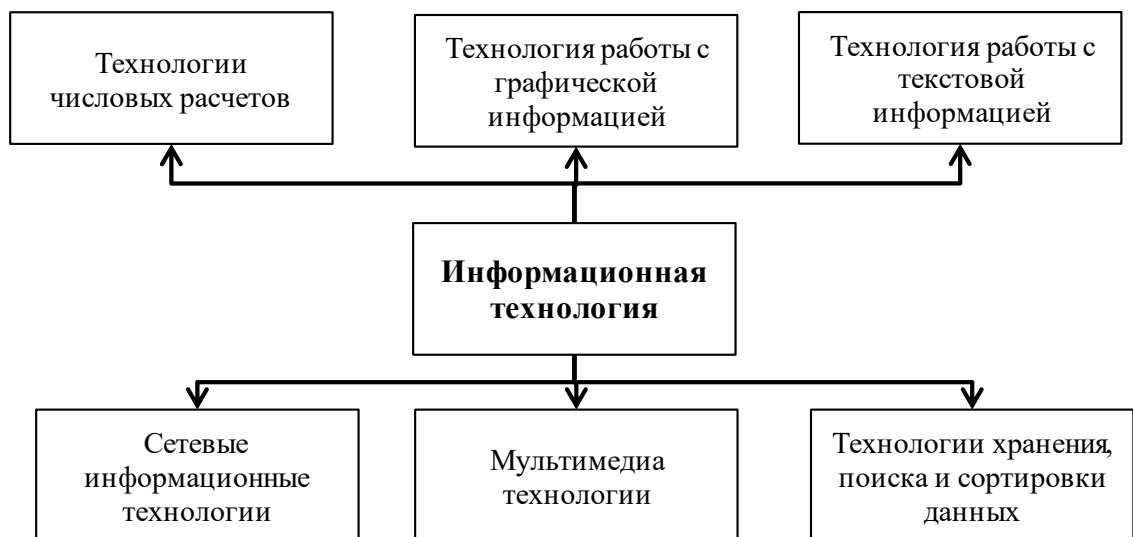 Технологии
числовых расчетов
Технология работы с
графической
информацией
Технология работы с
текстовой
информацией
Информационная
технология
Сетевые
информационные
технологии
Мультимедиа
технологии
Технологии хранения,
поиска и сортировки
данных